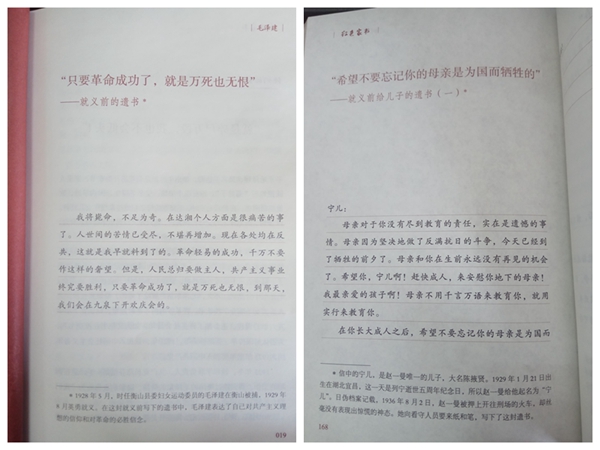 毛泽建
“只要革命成功了，就是万死也无恨”
——就义前的遗书*
我将毙命，不足为奇。在达湘个人方面是很痛苦的事
了。人世间的苦情已受尽，不堪再增加。现在各处均在反
共，这就是我早就料到了的。革命轻易的成功，千万不要
作这样的奢望。但是，人民总归要做主人，共产主义事业
终究要胜利，只要革命成功了，就是万死也无恨，到那天，
我们会在九泉下开欢庆会的。
* 1928年5月，时任衡山县委妇女运动委员的毛泽建在衡山被捕，1929年
8月英勇就义。在这封就义前写下的遗书中，毛泽建表达了自己对共产主义理
想的信仰和对革命的必胜信念。
019
红色家书
“希望不要忘记你的母亲是为国而牺牲的”
——就义前给儿子的遗书（一）*
宁儿：
母亲对于你没有尽到教育的责任，实在是遗憾的事
情。母亲因为坚决地做了反满抗日的斗争，今天已经到
了牺牲的前夕了。母亲和你在生前永远没有再见的机会
了。希望你，宁儿啊！赶快成人，来安慰你地下的母亲！
我最亲爱的孩子啊！母亲不用千言万语来教育你，就用
实行来教育你。
在你长大成人之后，希望不要忘记你的母亲是为国而
* 信中的宁儿，是赵一曼唯一的儿子，大名陈掖贤，1929年1月21日出
生在湖北宜昌，这一天是列宁逝世五周年纪念日，所以赵一曼给他起名为“宁
儿”。日伪档案记载，1936年8月2日，赵一曼被押上开往刑场的火车，却丝
毫没有表现出惊慌的神态。她向看守人员要来纸和笔，写下了这封遗书。
168